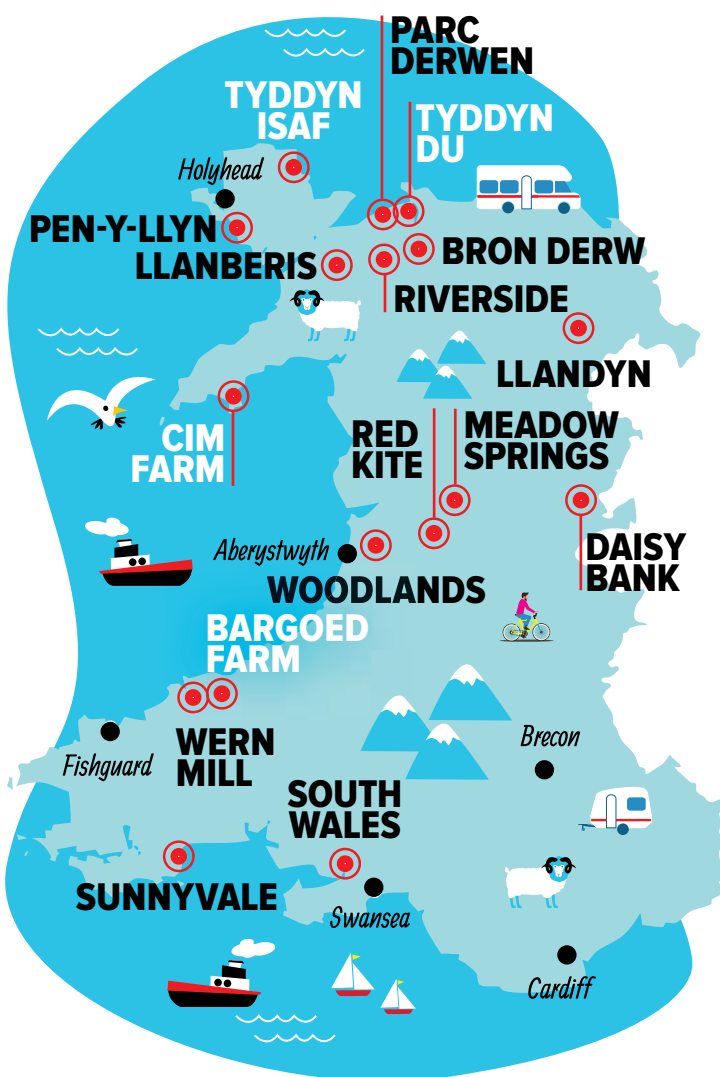 PARC
DERWEN
TYDDYN
ISAF
TYDDYN
DU
Holyhead
PEN-Y-LLYN
LLANBERIS
BRON DERW
RIVERSIDE
LLANDYN
CIM
FARM
RED
KITE
MEADOW
SPRINGS
Aberystwyth
DAISY
BANK
WOODLANDS
BARGOED
FARM
WERN
MILL
Fishguard
Brecon
SOUTH
WALES
SUNNYVALE
Swansea
Cardiff